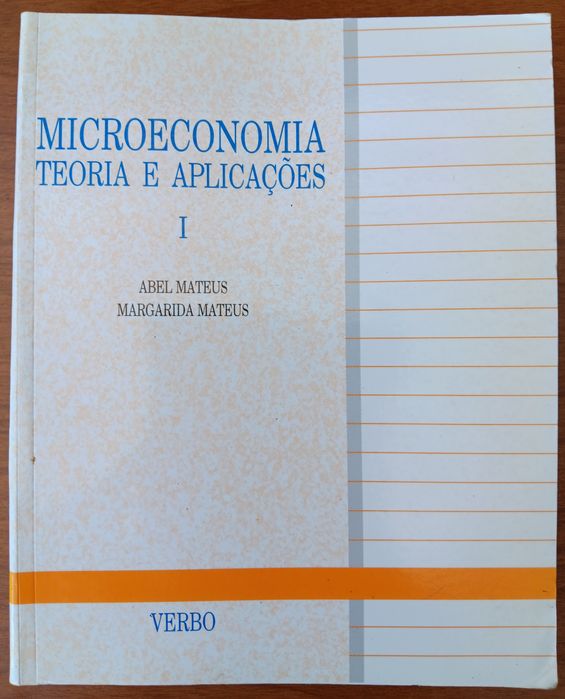 MICROECONOMIA
TEORIA E APLICAÇÕES
I
ABEL MATEUS
MARGARIDA MATEUS
VERBO